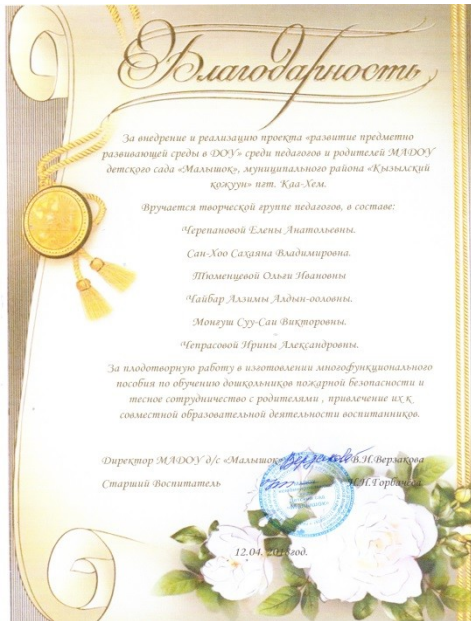 Благодарность
За внедрение и реализацию проекта «развитие предметно
развивающей среды в ДОУ» среди педагогов и родителей МАДОУ
детского сада «Малышок», муниципального района «Кызылский
кожуун» пгт. Каа-Хем.
Вручается творческой группе педагогов, в составе:
Черепановой Елены Анатольевны.
Сан-Хоо Сахаяна Владимировна.
Тюменцевой Ольги Ивановны
Чайбар Алзимы Алдын-ооловны.
Монгуш Суу-Сан Викторовны.
Чепрасовой Ирины Александровны.
За плодотворную работу в изготовлении многофункционального
пособия по обучению дошкольников пожарной безопасности и
тесное сотрудничество с родителями , привлечение их к
совместной образовательной деятельности воспитанников.
Директор МАДОУ д/с «Малышок» В.Н.Верзакова
Старший Воспитатель Н.Н.Горбачева
12.04. год.